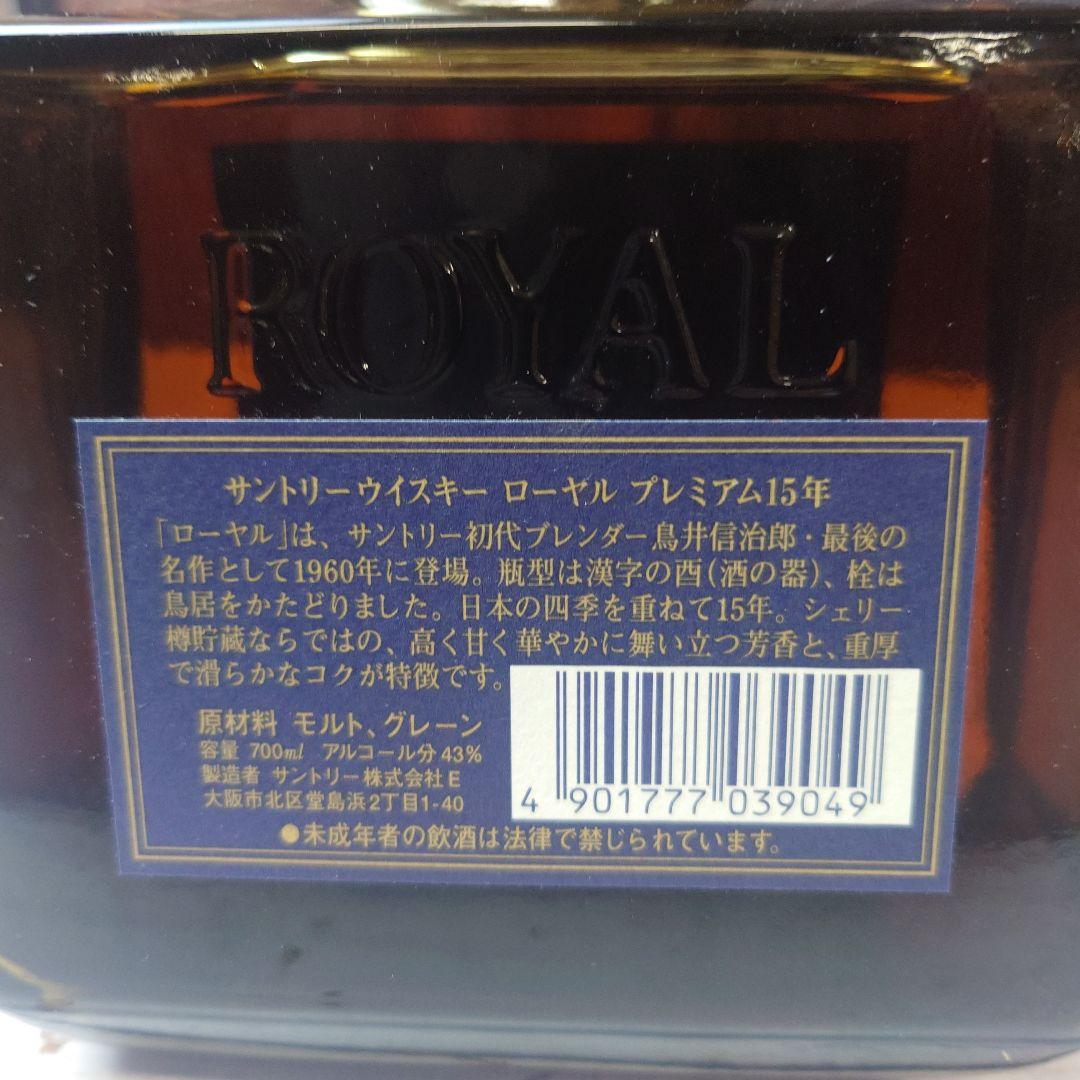 ROYAL
サントリーウイスキー ローヤル プレミアム15年
「ローヤル」は、サントリー初代ブレンダー鳥井信治郎・最後の
名作として1960年に登場。瓶型は漢字の酉(酒の器)、栓は
鳥居をかたどりました。日本の四季を重ねて15年。シェリー
樽貯蔵ならではの、高く甘く華やかに舞い立つ芳香と、重厚
で滑らかなコクが特徴です。
原材料 モルト、グレーン
容量 700ml アルコール分43%
製造者 サントリー株式会社E
大阪市北区堂島浜2丁目1-40
4 901777 039049
●未成年者の飲酒は法律で禁じられています。